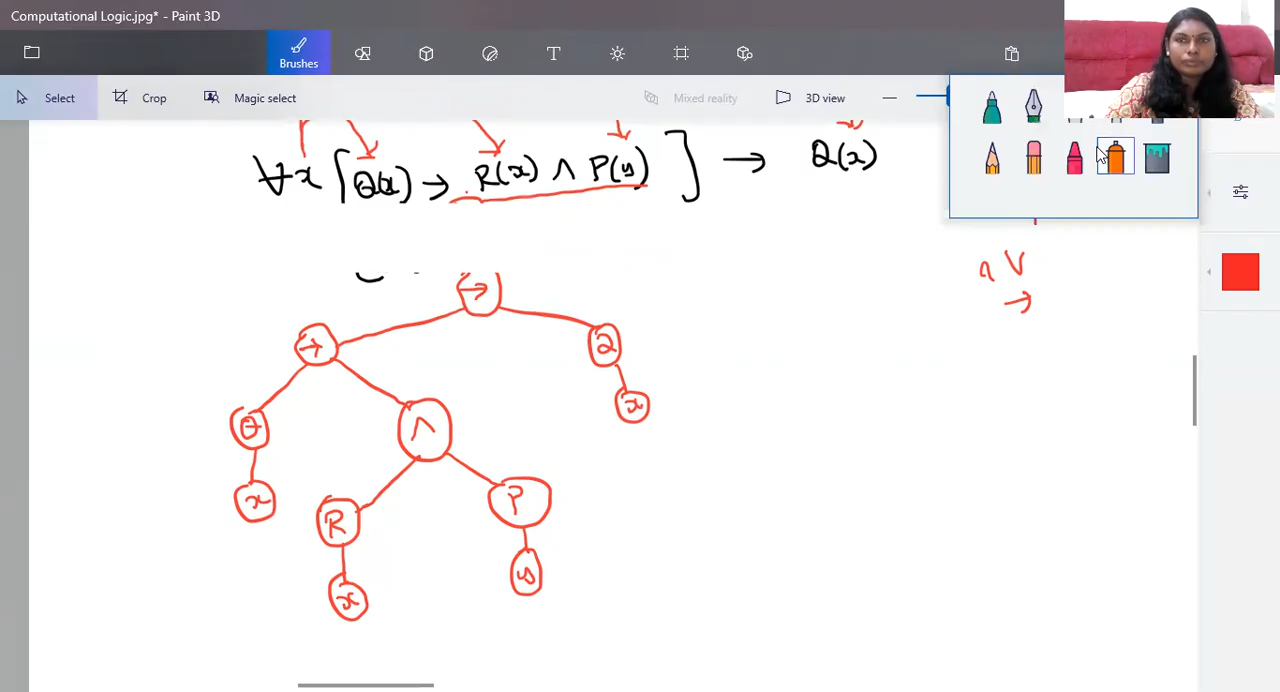 Computational Logic.jpg* - Paint 3D
Brushes
Select Crop Magic select Mixed reality 3D view
∀x [Q(x) → R(x) ∧ P(y)] → Q(x)
∧ ∨
→
→
→ Q
x
Q ∧
x R P
x y